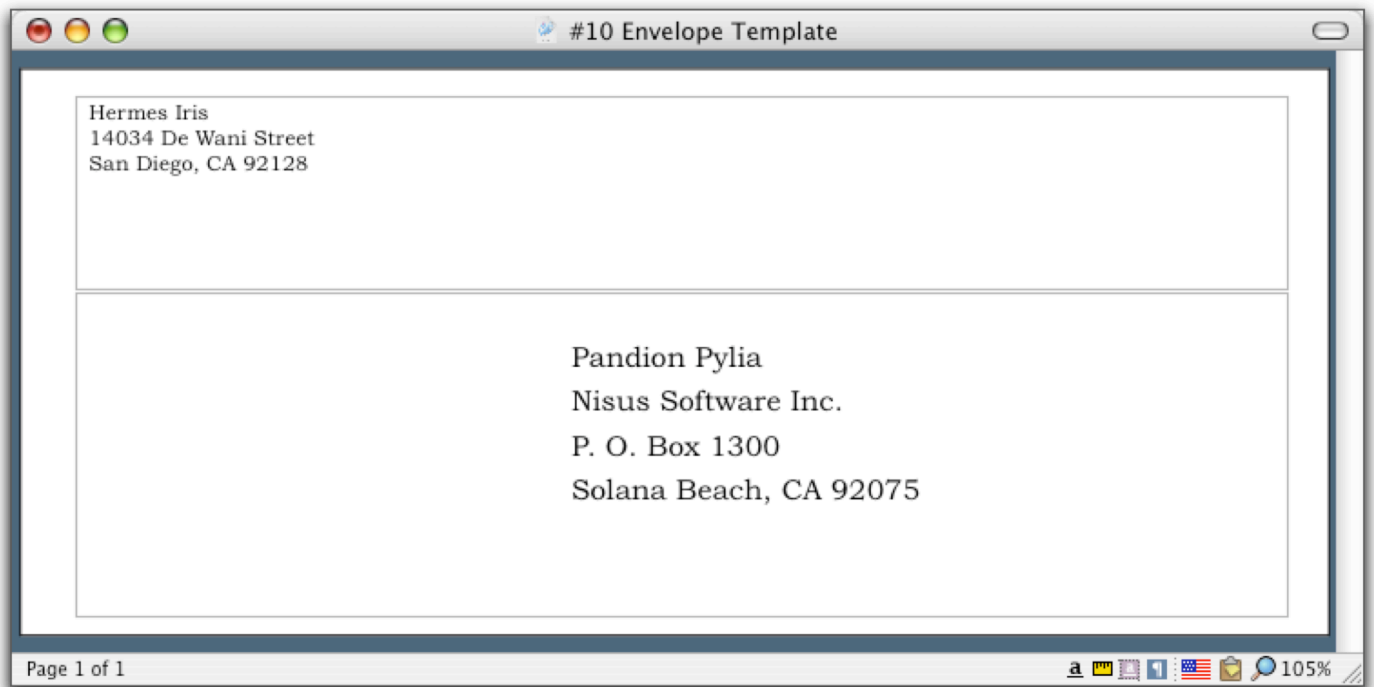 #10 Envelope Template
Hermes Iris
14034 De Wani Street
San Diego, CA 92128
Pandion Pylia
Nisus Software Inc.
P. O. Box 1300
Solana Beach, CA 92075
Page 1 of 1
a
¶
105%